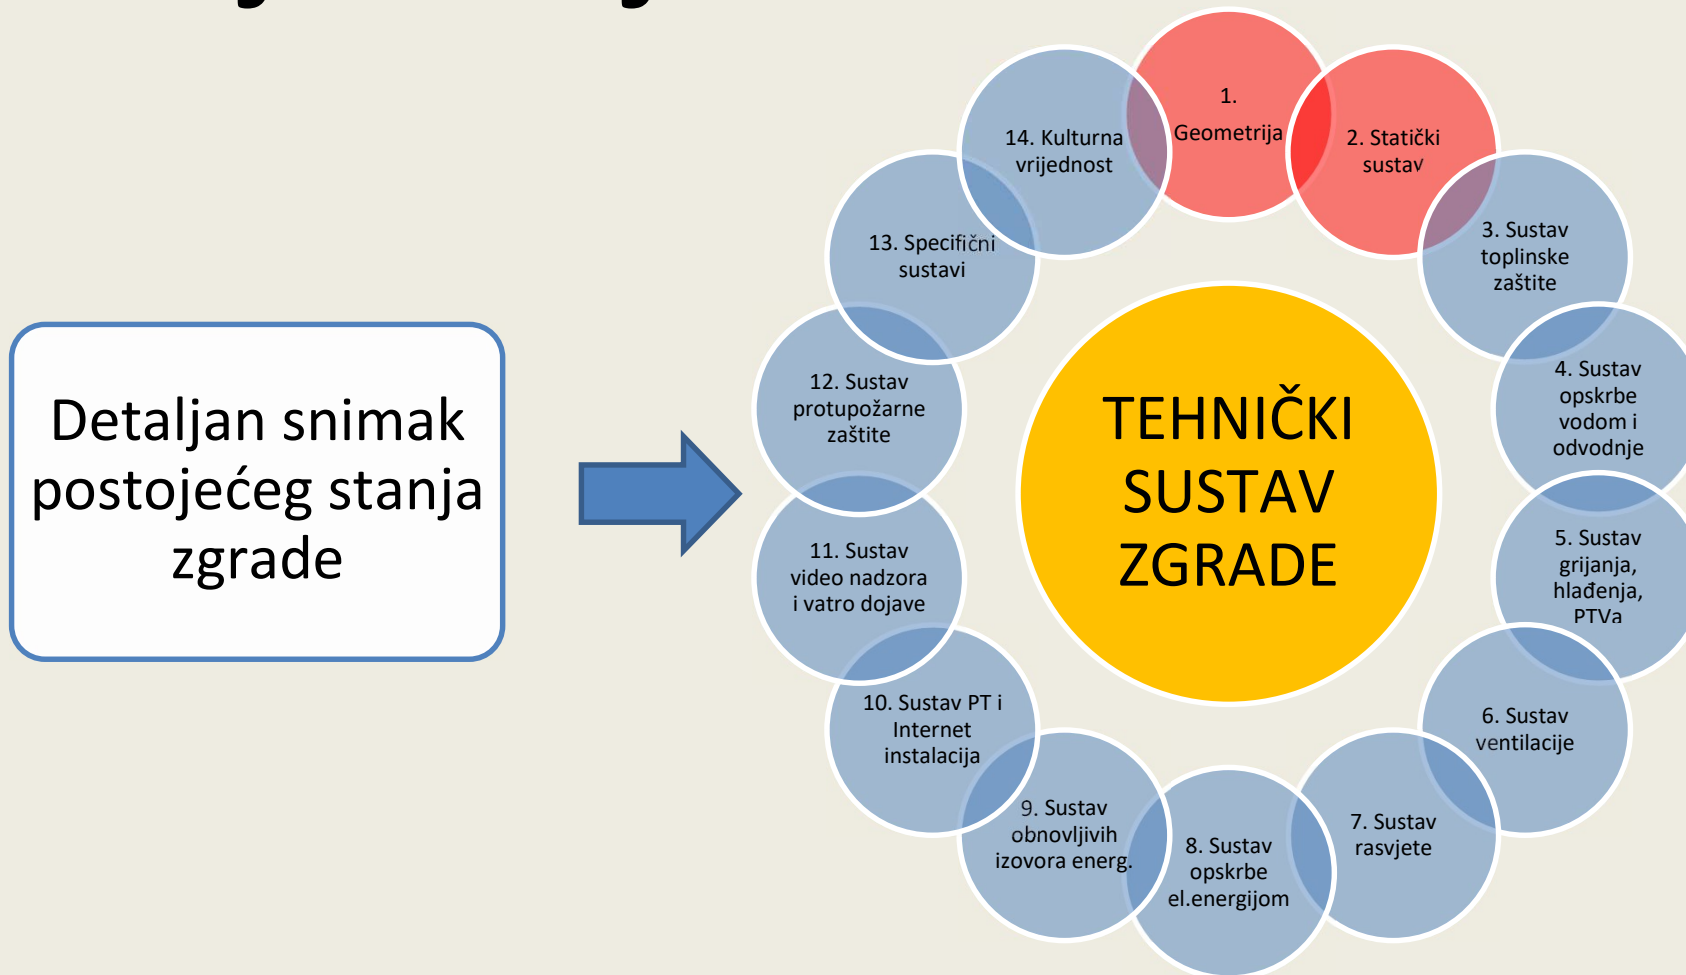 Detaljan snimak
postojećeg stanja
zgrade
TEHNIČKI
SUSTAV
ZGRADE
1.
Geometrija
2. Statički
sustav
3. Sustav
toplinske
zaštite
4. Sustav
opskrbe
vodom i
odvodnje
5. Sustav
grijanja,
hlađenja,
PTVa
6. Sustav
ventilacije
7. Sustav
rasvjete
8. Sustav
opskrbe
el.energijom
9. Sustav
obnovljivih
izovora energ.
10. Sustav PT i
Internet
instalacija
11. Sustav
video nadzora
i vatro dojave
12. Sustav
protupožarne
zaštite
13. Specifični
sustavi
14. Kulturna
vrijednost